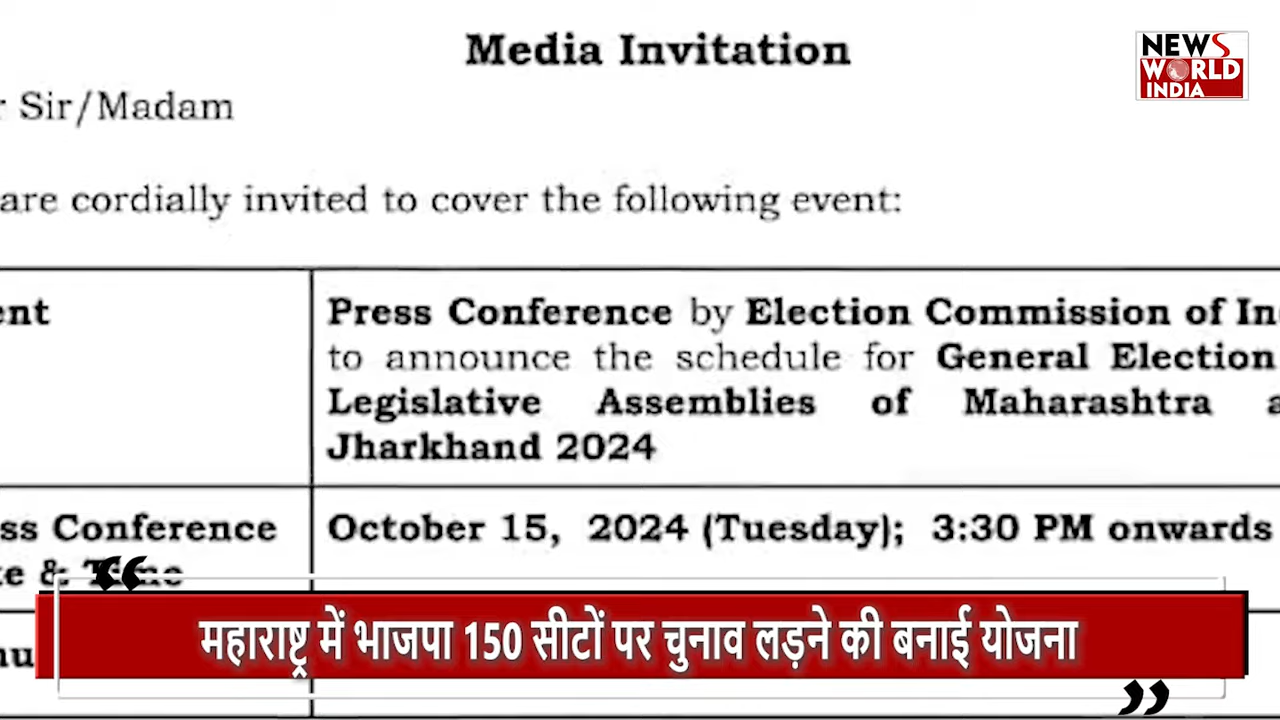 Media Invitation
NEWS
WORLD
INDIA
Sir/Madam
are cordially invited to cover the following event:
Press Conference by Election Commission of
to announce the schedule for General Election
Legislative Assemblies of Maharashtra
Jharkhand 2024
Conference
October 15, 2024 (Tuesday); 3:30 PM onwards
& Time
“
महाराष्ट्र में भाजपा 150 सीटों पर चुनाव लड़ने की बनाई योजना
”